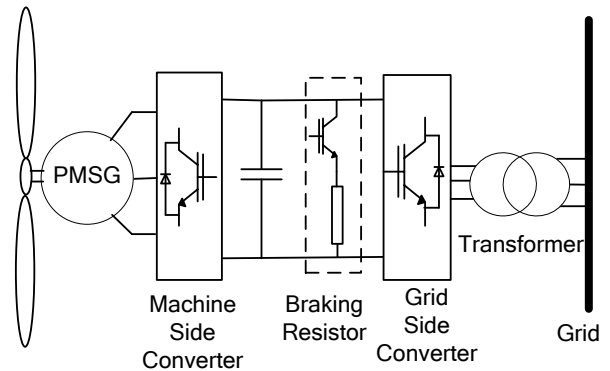 PMSG
Transformer
Machine
Side
Converter
Braking
Resistor
Grid
Side
Converter
Grid